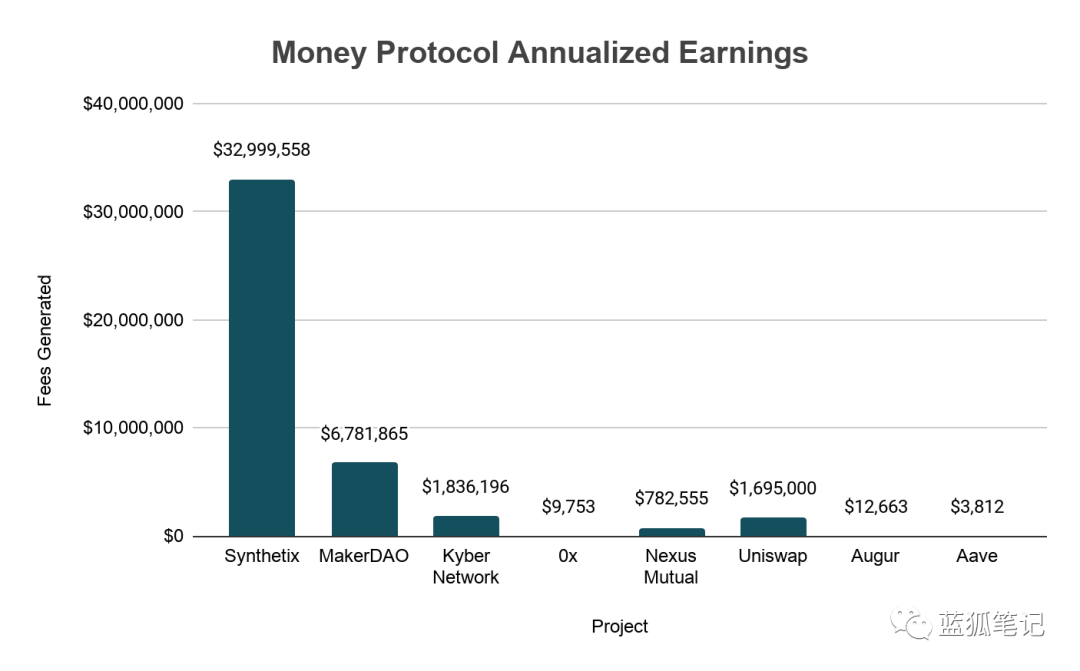 Money Protocol Annualized Earnings
$40,000,000
$32,999,558
$30,000,000
$20,000,000
$10,000,000
$6,781,865
$1,836,196
$9,753
$782,555
$1,695,000
$12,663
$3,812
$0
Fees Generated
Synthetix
MakerDAO
Kyber
Network
0x
Nexus
Mutual
Uniswap
Augur
Aave
Project
蓝狐笔记